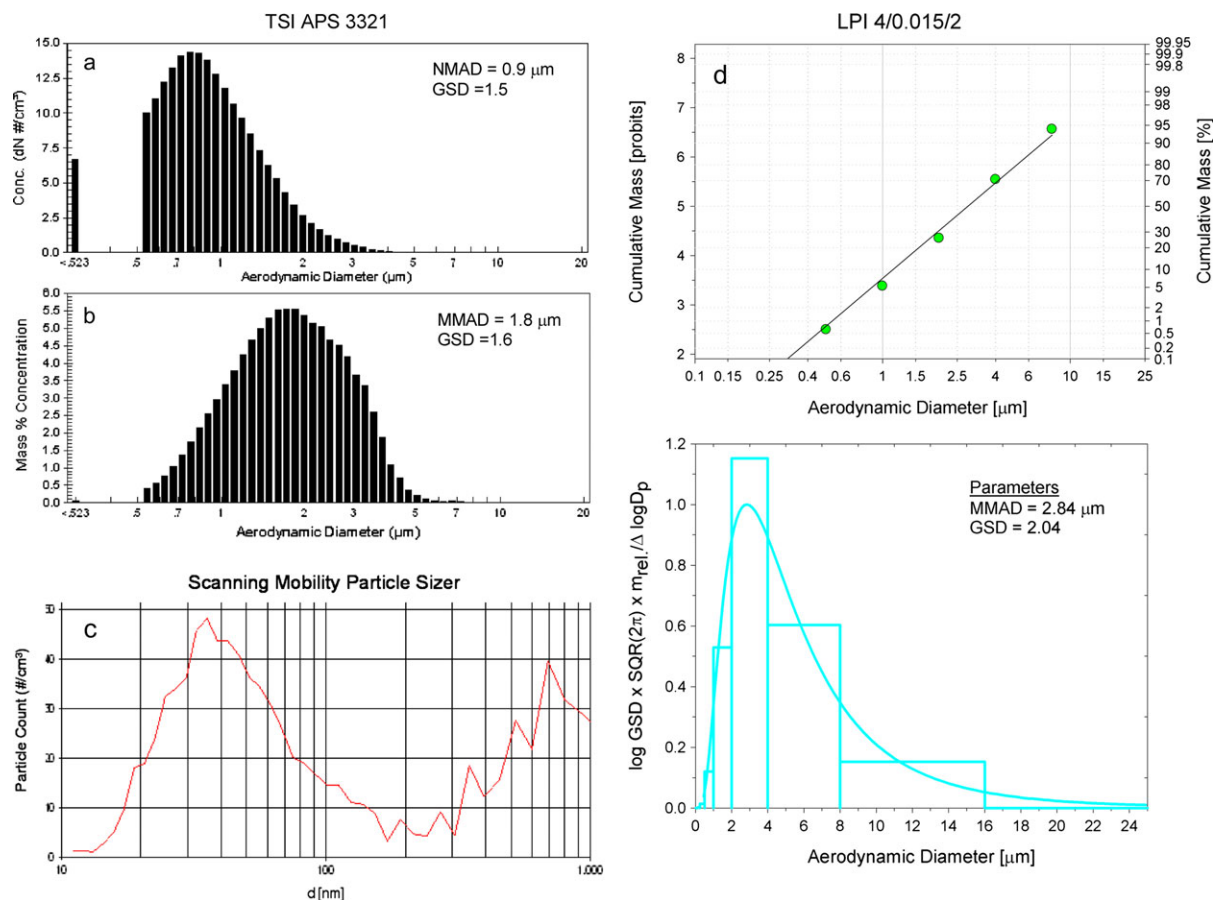 TSI APS 3321
a
NMAD = 0.9 μm
GSD =1.5
Conc. (dN #/cm³)
15.0
12.5
10.0
7.5
5.0
2.5
0.0
<.523 .5 .7 1 2 3 5 7 10 20
Aerodynamic Diameter (μm)
b
MMAD = 1.8 μm
GSD =1.6
Mass % Concentration
6.0
5.5
5.0
4.5
4.0
3.5
3.0
2.5
2.0
1.5
1.0
0.5
0.0
<.523 .5 .7 1 2 3 5 7 10 20
Aerodynamic Diameter (μm)
Scanning Mobility Particle Sizer
c
Particle Count (#/cm³)
50
40
30
20
10
0
10 100 1.000
d [nm]
LPI 4/0.015/2
d
Cumulative Mass [probits]
8
7
6
5
4
3
2
99.95
99.9
99.8
99
98
95
90
80
70
50
30
20
10
5
2
1
0.5
0.2
0.1
Cumulative Mass [%]
0.1 0.15 0.25 0.4 0.6 1 1.5 2.5 4 6 10 15 25
Aerodynamic Diameter [μm]
log GSD x SQR(2π) x mrel./Δ logDp
1.2
1.0
0.8
0.6
0.4
0.2
0.0
Parameters
MMAD = 2.84 μm
GSD = 2.04
0 2 4 6 8 10 12 14 16 18 20 22 24
Aerodynamic Diameter [μm]